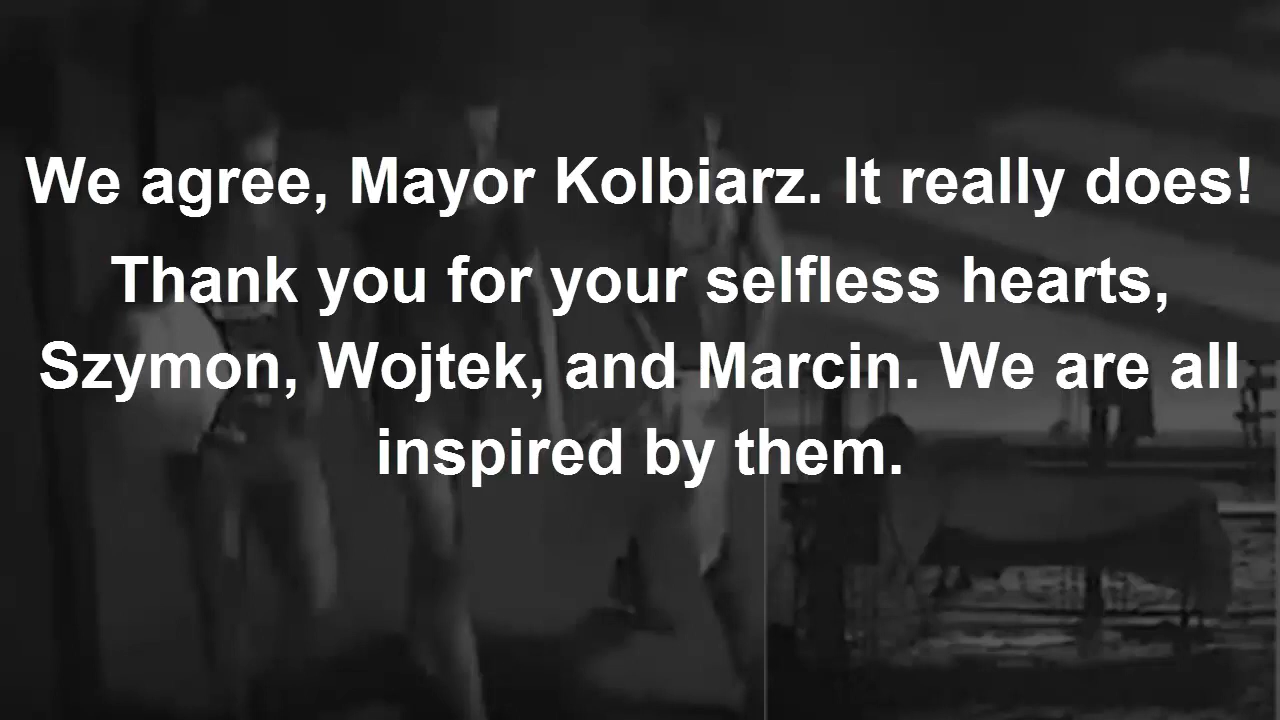 We agree, Mayor Kolbiarz. It really does!
Thank you for your selfless hearts,
Szymon, Wojtek, and Marcin. We are all
inspired by them.